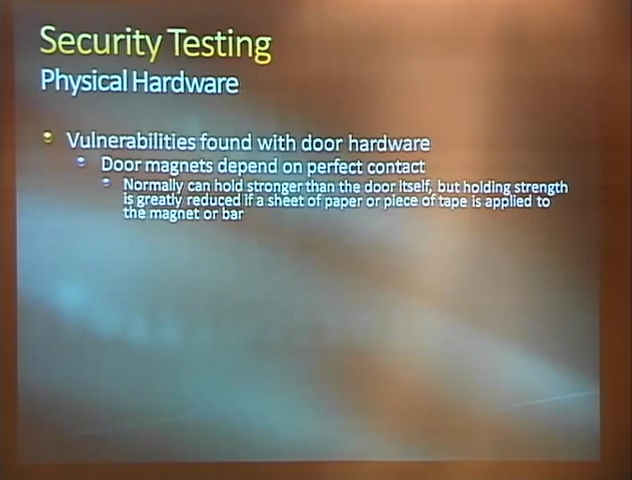 Security Testing
Physical Hardware
Vulnerabilities found with door hardware
Door magnets depend on perfect contact
Normally can hold stronger than the door itself, but holding strength
is greatly reduced if a sheet of paper or piece of tape is applied to
the magnet or bar